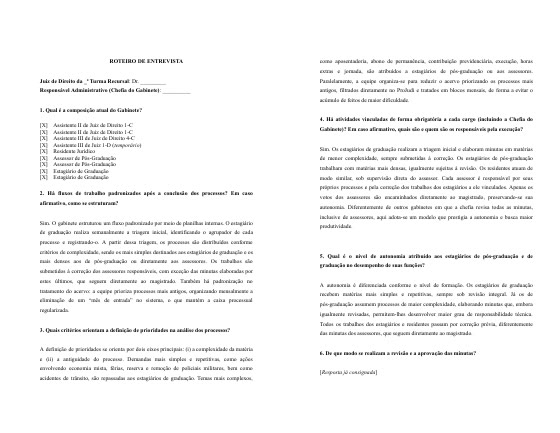 ROTEIRO DE ENTREVISTA
Juiz de Direito da _ª Turma Recursal: Dr. ________
Responsável Administrativo (Chefia do Gabinete): ________
1. Qual é a composição atual do Gabinete?
[X] Assistente II de Juiz de Direito 1-C
[X] Assistente II de Juiz de Direito 1-C
[X] Assistente III de Juiz de Direito 4-C
[X] Assistente III de Juiz 1-D (temporário)
[X] Residente Jurídico
[X] Assessor de Pós-Graduação
[X] Assessor de Pós-Graduação
[X] Estagiário de Graduação
[X] Estagiário de Graduação
2. Há fluxos de trabalho padronizados após a conclusão dos processos? Em caso
afirmativo, como se estruturam?
Sim. O gabinete estruturou um fluxo padronizado por meio de planilhas internas. O estagiário
de graduação realiza semanalmente a triagem inicial, identificando o agrupador de cada
processo e registrando-o. A partir dessa triagem, os processos são distribuídos conforme
critérios de complexidade, sendo os mais simples destinados aos estagiários de graduação e os
mais densos aos de pós-graduação ou diretamente aos assessores. Os trabalhos são
submetidos à correção dos assessores responsáveis, com exceção das minutas elaboradas por
estes últimos, que seguem diretamente ao magistrado. Também há padronização no
tratamento do acervo: a equipe prioriza processos mais antigos, organizando mensalmente a
eliminação de um “mês de entrada” no sistema, o que mantém a caixa processual
regularizada.
3. Quais critérios orientam a definição de prioridades na análise dos processos?
A definição de prioridades se orienta por dois eixos principais: (i) a complexidade da matéria
e (ii) a antiguidade do processo. Demandas mais simples e repetitivas, como ações
envolvendo economia mista, férias, reserva e remoção de policiais militares, bem como
acidentes de trânsito, são repassadas aos estagiários de graduação. Temas mais complexos,
como aposentadoria, abono de permanência, contribuição previdenciária, execução, horas
extras e jornada, são atribuídos a estagiários de pós-graduação ou aos assessores.
Paralelamente, a equipe organiza-se para reduzir o acervo priorizando os processos mais
antigos, filtrados diretamente no Projudi e tratados em blocos mensais, de forma a evitar o
acúmulo de feitos de maior dificuldade.
4. Há atividades vinculadas de forma obrigatória a cada cargo (incluindo a Chefia de
Gabinete)? Em caso afirmativo, quais são e quem são os responsáveis pela execução?
Sim. Os estagiários de graduação realizam a triagem inicial e elaboram minutas em matérias
de menor complexidade, sempre submetidas à correção. Os estagiários de pós-graduação
trabalham com matérias mais densas, igualmente sujeitas à revisão. Os residentes atuam de
modo similar, sob supervisão direta do assessor. Cada assessor é responsável por seus
próprios processos e pela correção dos trabalhos dos estagiários a ele vinculados. Apenas os
votos dos assessores são encaminhados diretamente ao magistrado, preservando-se sua
autonomia. Diferentemente de outros gabinetes em que a chefia revisa todas as minutas,
inclusive de assessores, aqui adota-se um modelo que prestigia a autonomia e busca maior
produtividade.
5. Qual é o nível de autonomia atribuído aos estagiários de pós-graduação e de
graduação no desempenho de suas funções?
A autonomia é diferenciada conforme o nível de formação. Os estagiários de graduação
recebem matérias mais simples e repetitivas, sempre sob revisão integral. Já os de
pós-graduação assumem processos de maior complexidade, elaborando minutas que, embora
igualmente revisadas, permitem-lhes desenvolver maior grau de responsabilidade técnica.
Todos os trabalhos dos estagiários e residentes passam por correção prévia, diferentemente
das minutas dos assessores, que seguem diretamente ao magistrado.
6. De que modo se realizam a revisão e a aprovação das minutas?
[Resposta já consignada]